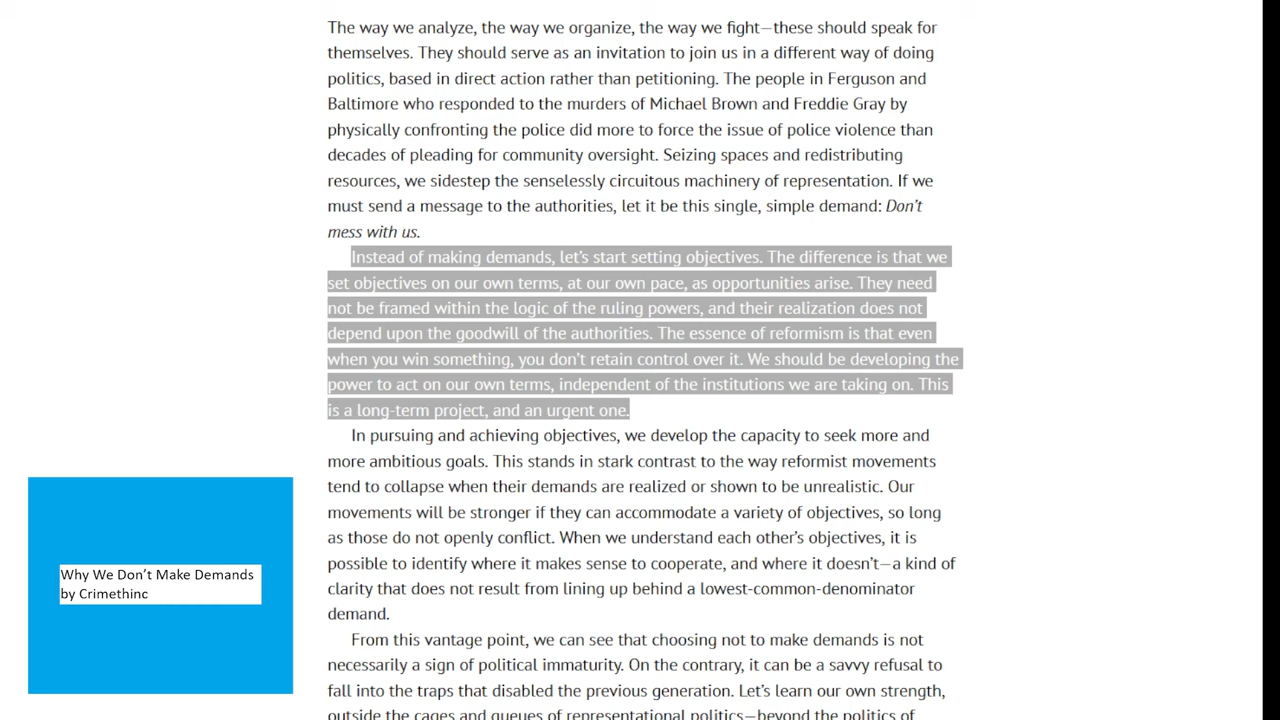 The way we analyze, the way we organize, the way we fight—these should speak for
themselves. They should serve as an invitation to join us in a different way of doing
politics, based in direct action rather than petitioning. The people in Ferguson and
Baltimore who responded to the murders of Michael Brown and Freddie Gray by
physically confronting the police did more to force the issue of police violence than
decades of pleading for community oversight. Seizing spaces and redistributing
resources, we sidestep the senselessly circuitous machinery of representation. If we
must send a message to the authorities, let it be this single, simple demand: Don’t
mess with us.
Instead of making demands, let’s start setting objectives. The difference is that we
set objectives on our own terms, at our own pace, as opportunities arise. They need
not be framed within the logic of the ruling powers, and their realization does not
depend upon the goodwill of the authorities. The essence of reformism is that even
when you win something, you don’t retain control over it. We should be developing the
power to act on our own terms, independent of the institutions we are taking on. This
is a long-term project, and an urgent one.
In pursuing and achieving objectives, we develop the capacity to seek more and
more ambitious goals. This stands in stark contrast to the way reformist movements
tend to collapse when their demands are realized or shown to be unrealistic. Our
movements will be stronger if they can accommodate a variety of objectives, so long
as those do not openly conflict. When we understand each other’s objectives, it is
possible to identify where it makes sense to cooperate, and where it doesn’t—a kind of
clarity that does not result from lining up behind a lowest-common-denominator
demand.
From this vantage point, we can see that choosing not to make demands is not
necessarily a sign of political immaturity. On the contrary, it can be a savvy refusal to
fall into the traps that disabled the previous generation. Let’s learn our own strength,
outside the cages and queues of representational politics—beyond the politics of
Why We Don’t Make Demands
by Crimethinc